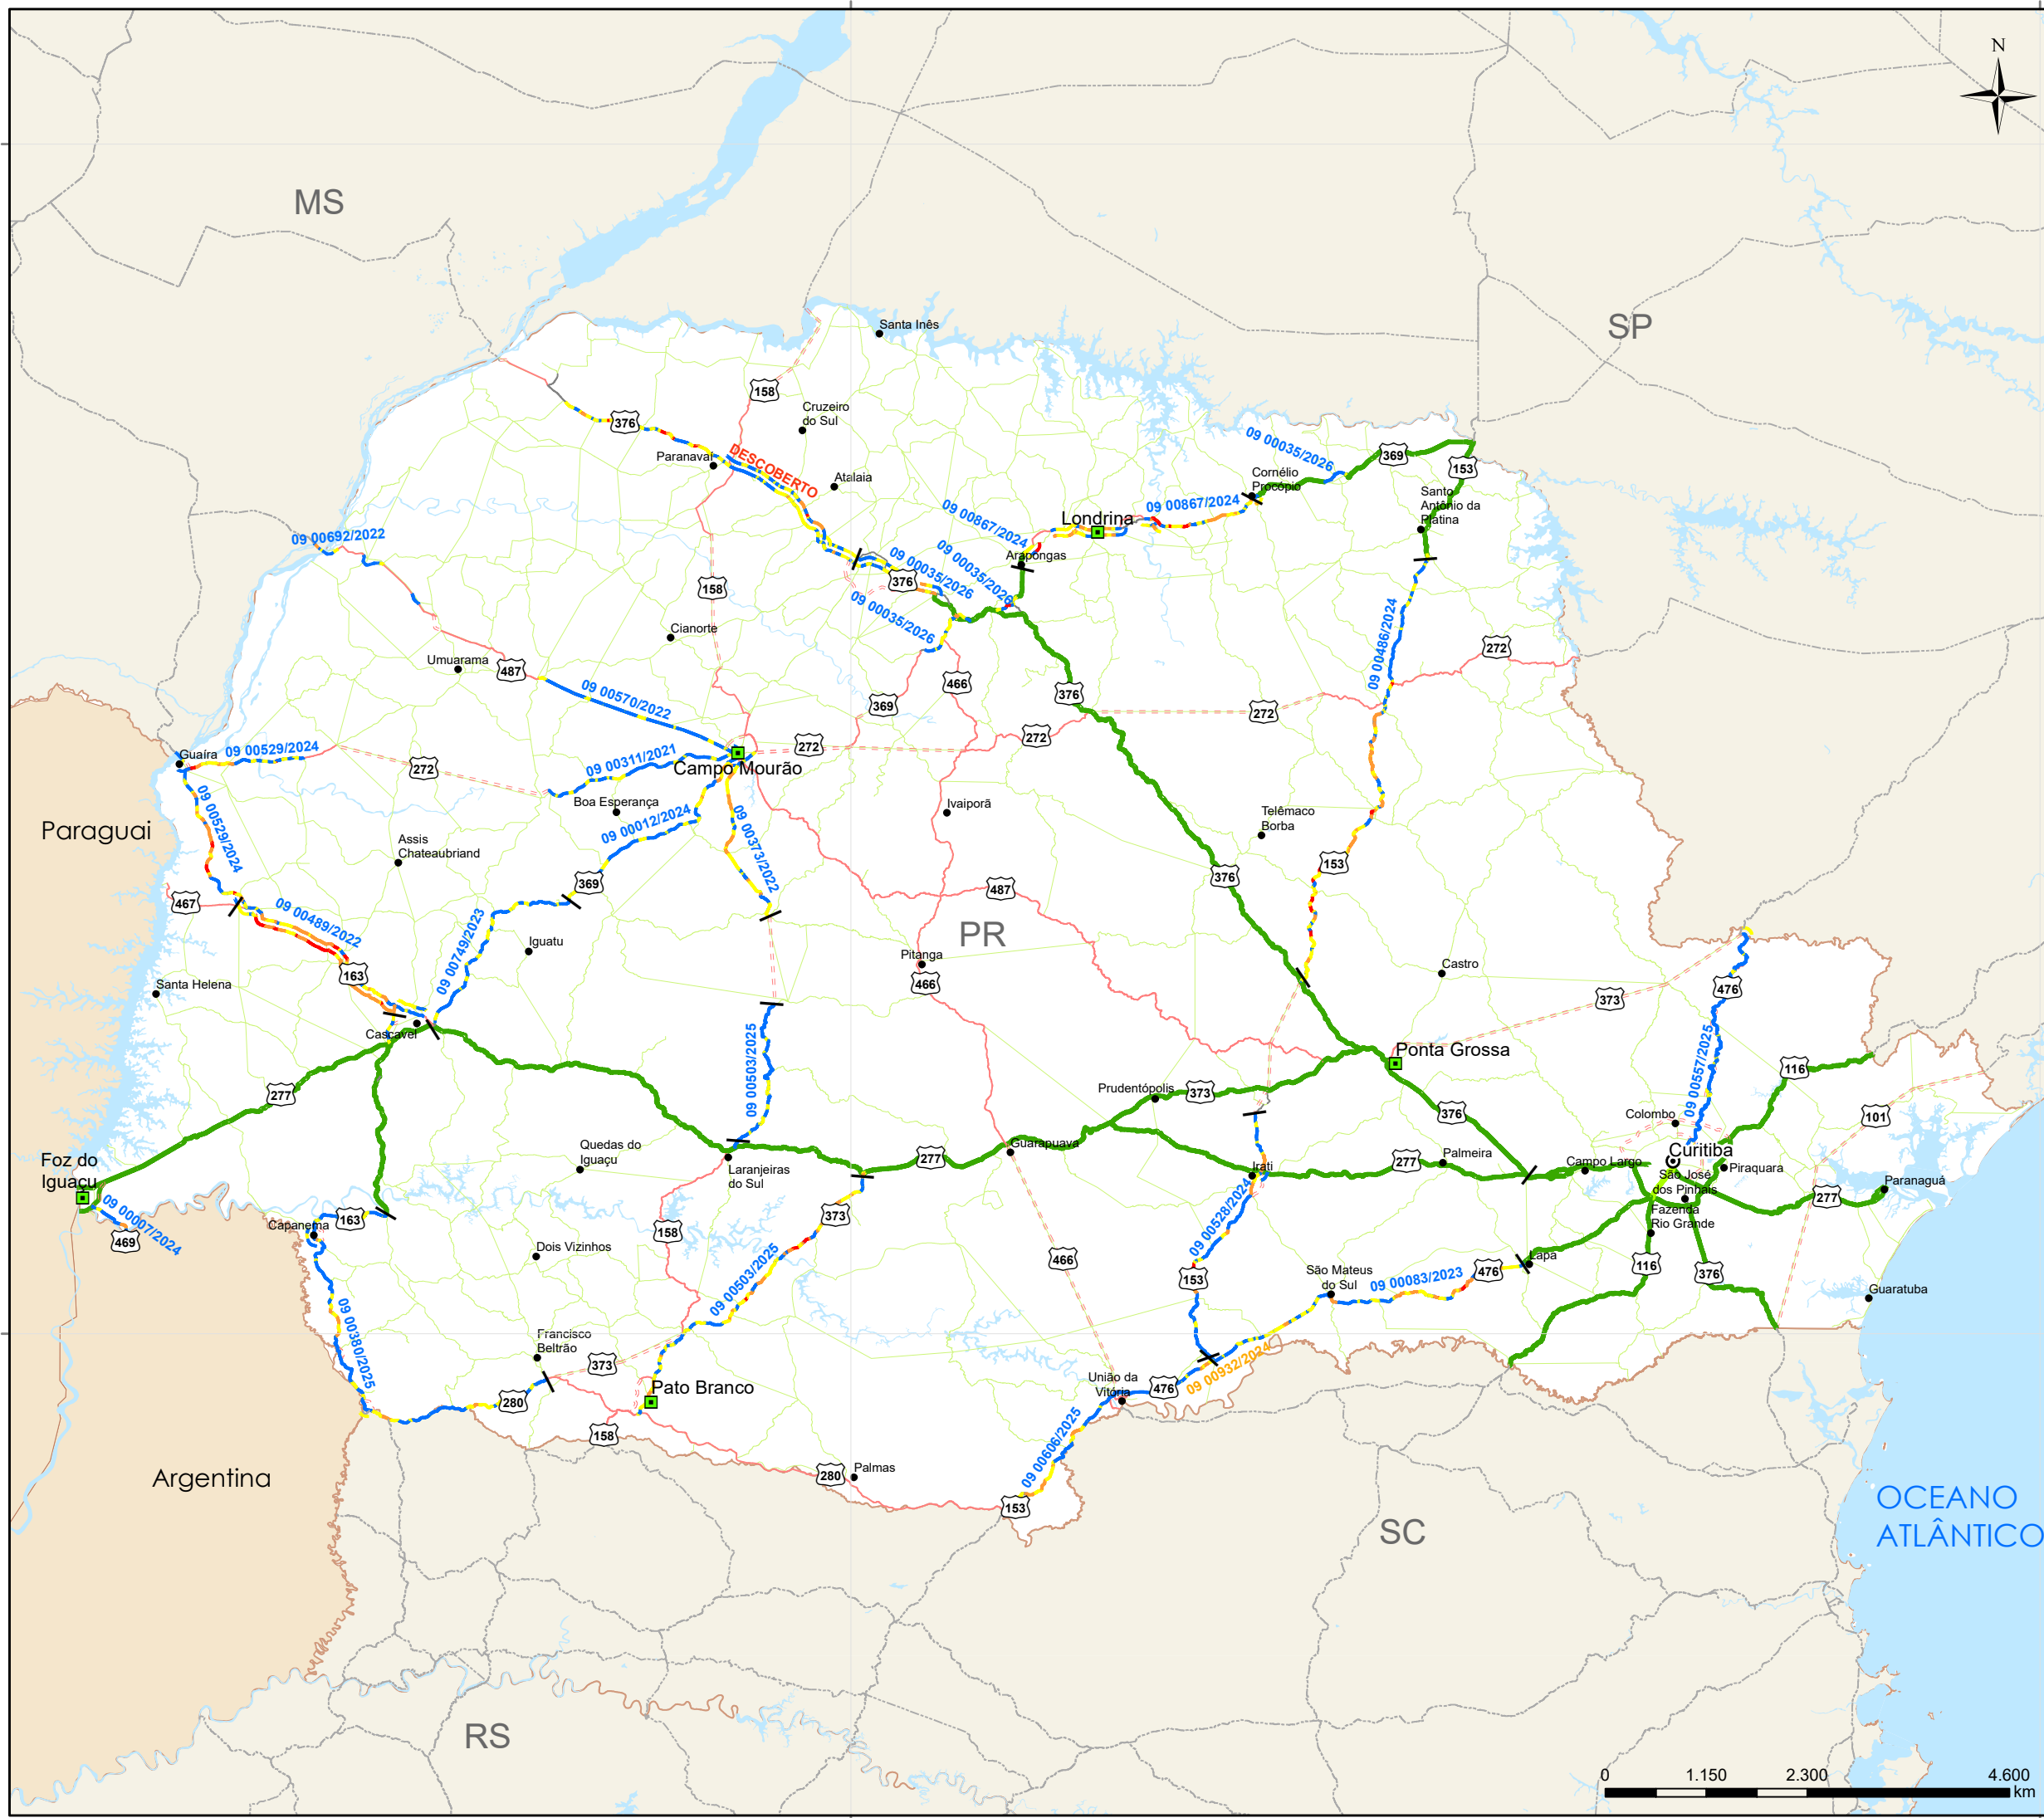 N
MS
SP
Santa Inês
158
Cruzeiro
do Sul
376
09 00035/2026
369
Paranavaí
DESCOBERTO
Atalaia
Cornélio
Procópio
153
Santo
Antônio da
Platina
09 00867/2024
09 00867/2024
Londrina
09 00692/2022
Arapongas
09 00035/2026
09 00035/2026
376
158
09 00035/2026
09 00486/2024
Cianorte
Umuarama
487
272
466
376
09 00570/2022
369
272
272
272
Guaíra
09 00529/2024
272
09 00311/2021
Campo Mourão
Boa Esperança
09 00529/2024
09 00012/2024
09 00373/2022
Ivaiporã
Telêmaco
Borba
Paraguai
Assis
Chateaubriand
153
376
369
487
467
09 00489/2022
PR
09 00749/2023
Iguatu
Pitanga
466
163
Castro
Santa Helena
476
373
Cascavel
09 00503/2025
Ponta Grossa
09 00557/2025
116
277
Prudentópolis
373
376
Colombo
101
Quedas do
Iguaçu
Guarapuava
277
Laranjeiras
do Sul
Irati
277
Palmeira
Campo Largo
Curitiba
Piraquara
São José
dos Pinhais
277
Paranaguá
Foz do
Iguaçu
09 00007/2024
469
Capanema
163
373
Fazenda
Rio Grande
158
Dois Vizinhos
466
09 00528/2024
153
São Mateus
do Sul
09 00083/2023
476
Lapa
116
376
Guaratuba
09 00503/2025
09 00380/2025
Francisco
Beltrão
373
Pato Branco
280
União da
Vitória
476
09 00932/2024
158
09 00606/2025
Palmas
280
153
Argentina
OCEANO
ATLÂNTICO
SC
RS
0 1.150 2.300 4.600
km